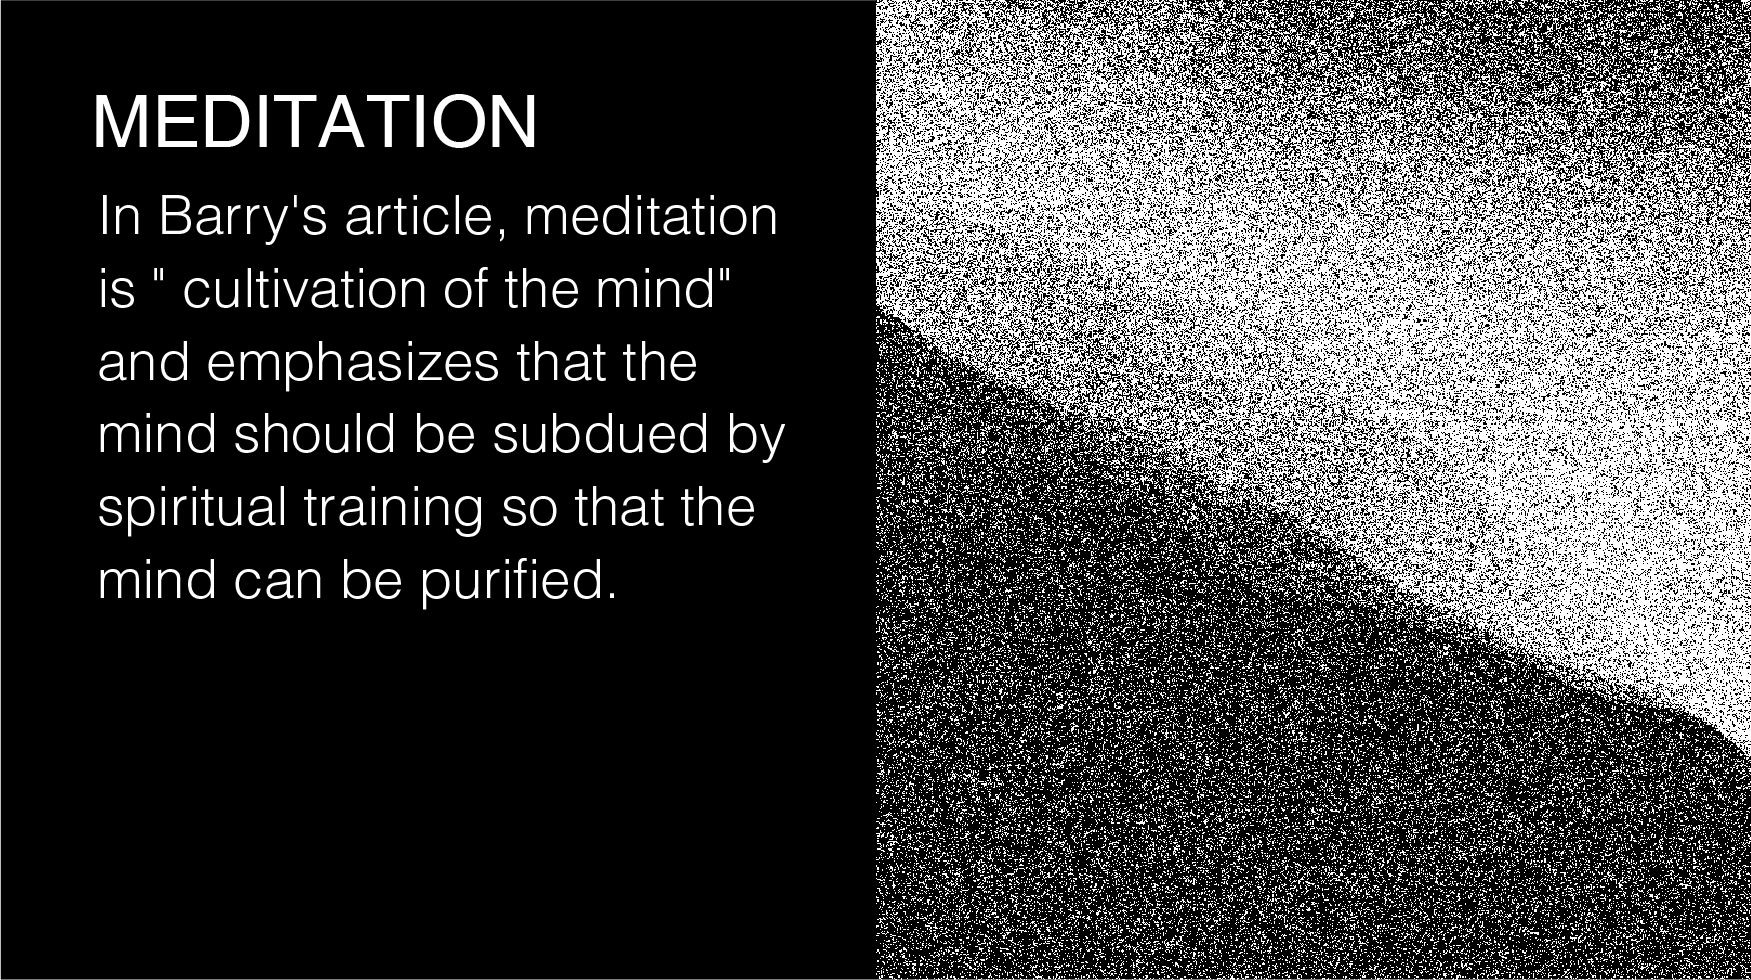 MEDITATION
In Barry's article, meditation
is " cultivation of the mind"
and emphasizes that the
mind should be subdued by
spiritual training so that the
mind can be purified.